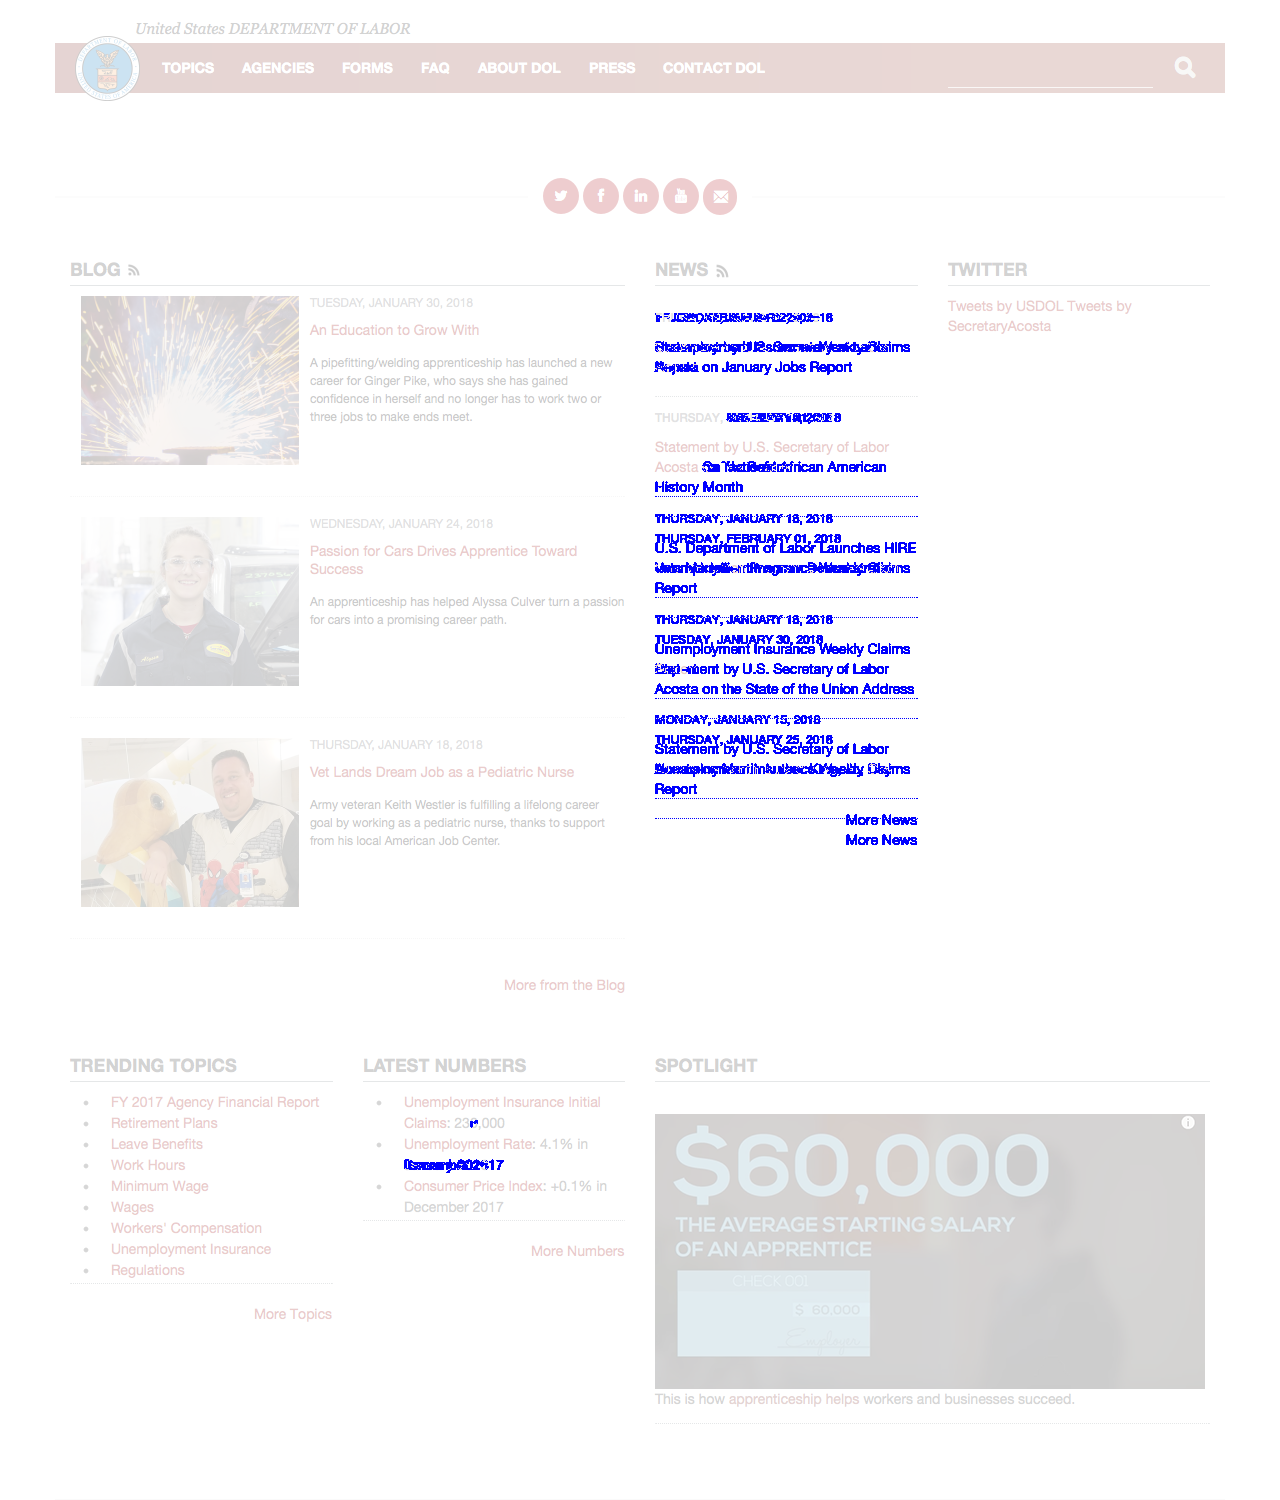 United States DEPARTMENT OF LABOR
TOPICS AGENCIES FORMS FAQ ABOUT DOL PRESS CONTACT DOL
BLOG
TUESDAY, JANUARY 30, 2018
An Education to Grow With
A pipefitting/welding apprenticeship has launched a new
career for Ginger Pike, who says she has gained
confidence in herself and no longer has to work two or
three jobs to make ends meet.
WEDNESDAY, JANUARY 24, 2018
Passion for Cars Drives Apprentice Toward
Success
An apprenticeship has helped Alyssa Culver turn a passion
for cars into a promising career path.
THURSDAY, JANUARY 18, 2018
Vet Lands Dream Job as a Pediatric Nurse
Army veteran Keith Westler is fulfilling a lifelong career
goal by working as a pediatric nurse, thanks to support
from his local American Job Center.
More from the Blog
NEWS
on January Jobs Report
THURSDAY,
Statement by U.S. Secretary of Labor
Acosta African American
History Month
THURSDAY, JANUARY 18, 2018
THURSDAY, FEBRUARY 01, 2018
U.S. Department of Labor Launches HIRE
Report
THURSDAY, JANUARY 18, 2018
TUESDAY, JANUARY 30, 2018
Unemployment Insurance Weekly Claims
by U.S. Secretary of Labor
Acosta on the State of the Union Address
MONDAY, JANUARY 15, 2018
THURSDAY, JANUARY 25, 2018
Statement by U.S. Secretary of Labor
Report
More News
More News
TWITTER
Tweets by USDOL Tweets by
SecretaryAcosta
TRENDING TOPICS
FY 2017 Agency Financial Report
Retirement Plans
Leave Benefits
Work Hours
Minimum Wage
Wages
Workers' Compensation
Unemployment Insurance
Regulations
More Topics
LATEST NUMBERS
Unemployment Insurance Initial
Claims:
Unemployment Rate: 4.1% in
Consumer Price Index: +0.1% in
December 2017
More Numbers
SPOTLIGHT
$60,000
THE AVERAGE STARTING SALARY
OF AN APPRENTICE
CHECK 001
$ 60,000
Employer
This is how apprenticeship helps workers and businesses succeed.